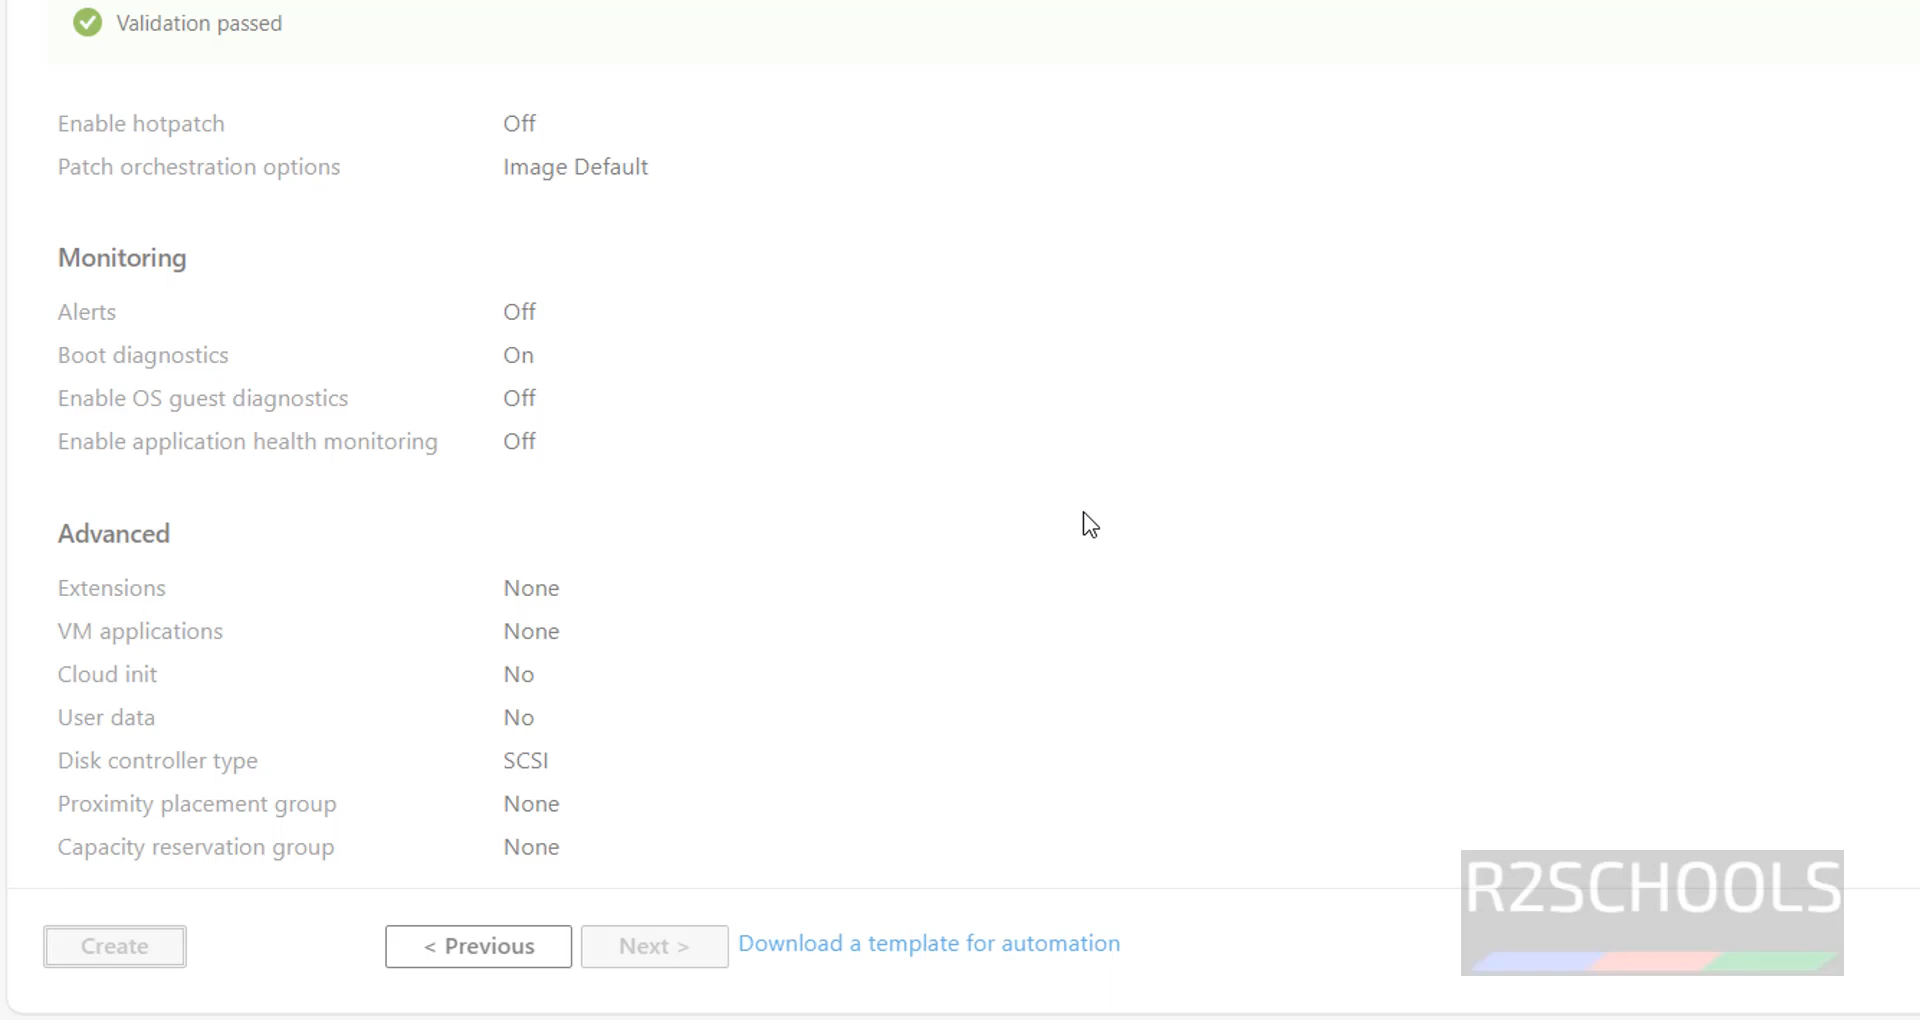 Validation passed
Enable hotpatch Off
Patch orchestration options Image Default
Monitoring
Alerts Off
Boot diagnostics On
Enable OS guest diagnostics Off
Enable application health monitoring Off
Advanced
Extensions None
VM applications None
Cloud init No
User data No
Disk controller type SCSI
Proximity placement group None
Capacity reservation group None
R2SCHOOLS
Create < Previous Next > Download a template for automation